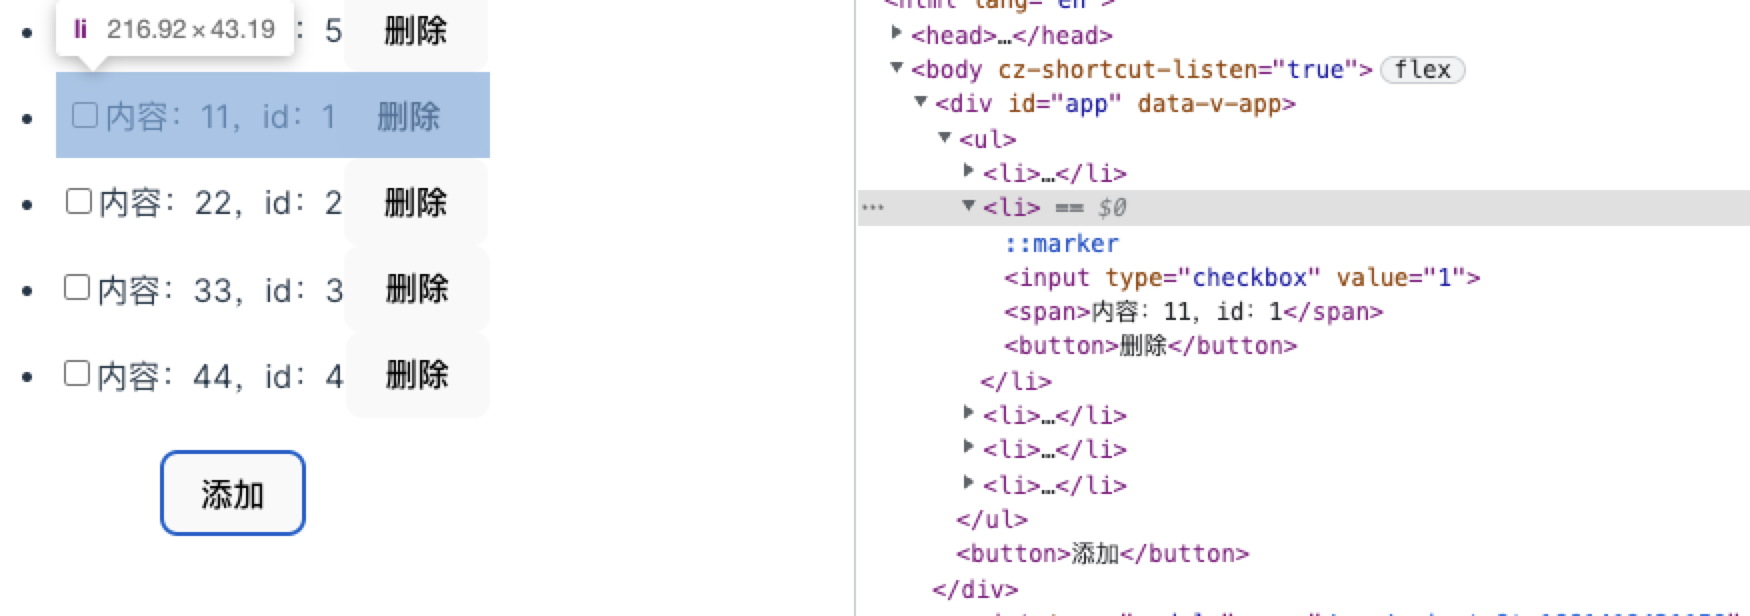 li 216.92 × 43.19 : 5 删除
内容：11，id：1 删除
内容：22，id：2 删除
内容：33，id：3 删除
内容：44，id：4 删除
添加
<html lang="en">
<head>…</head>
<body cz-shortcut-listen="true"> flex
<div id="app" data-v-app>
<ul>
<li>…</li>
… <li> == $0
::marker
<input type="checkbox" value="1">
<span>内容：11，id：1</span>
<button>删除</button>
</li>
<li>…</li>
<li>…</li>
<li>…</li>
</ul>
<button>添加</button>
</div>